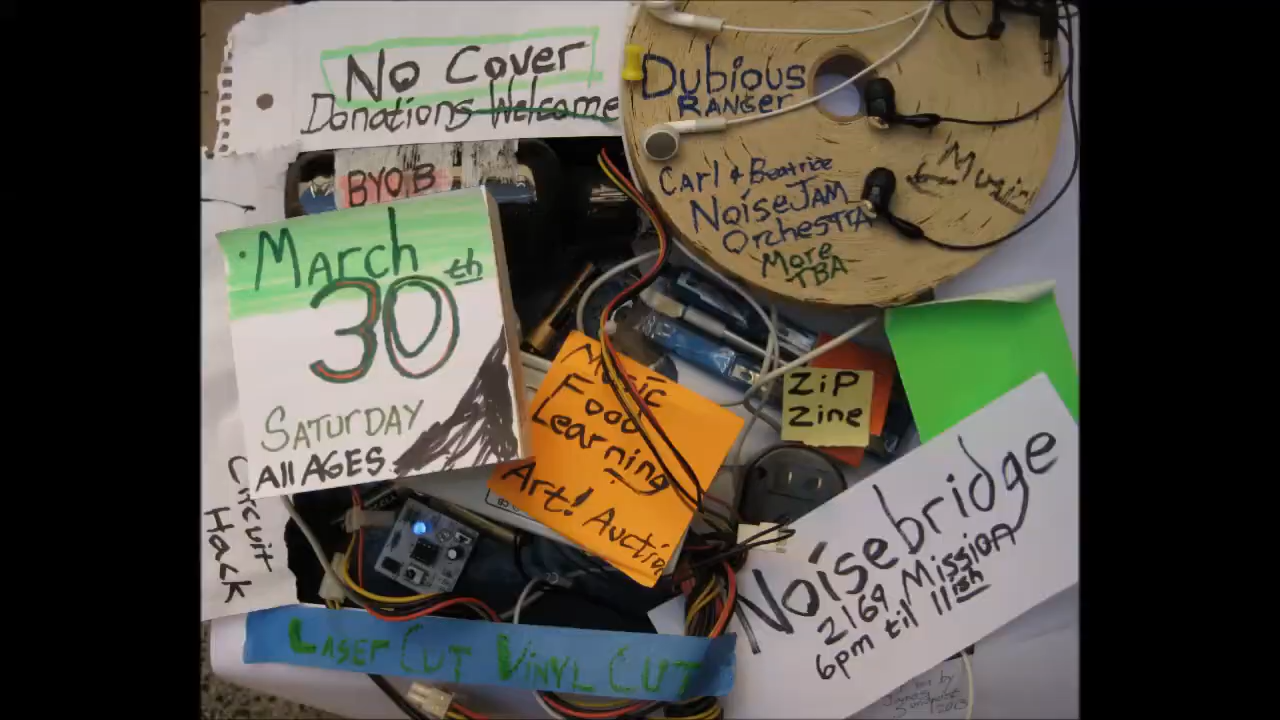 No Cover
Donations Welcome
BYOB
Dubious
RANGER
Carl & Beatrice
NoiseJAM
OrchesTRA
More
TBA
Music
March
30th
SATURDAY
All AGES
Music
Food
Learning
Art! Auction
ZiP
Zine
Circuit
Hack
Noisebridge
2169 Mission
6pm til 11ish
LASER CUT VINYL CUT
by
2013